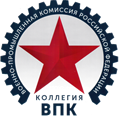 ВОЕННО-ПРОМЫШЛЕННАЯ КОМИССИЯ РОССИЙСКОЙ ФЕДЕРАЦИИ
КОЛЛЕГИЯ
ВПК